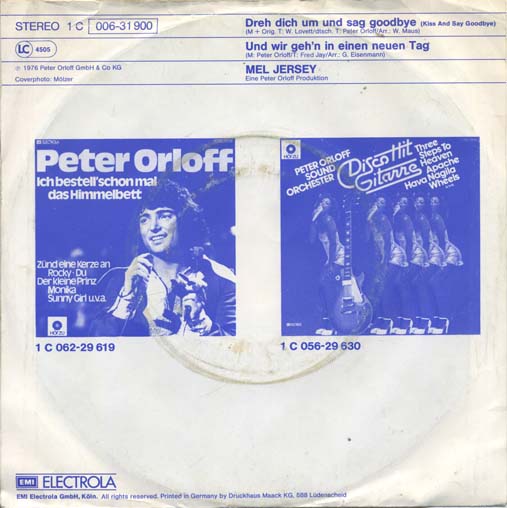 STEREO 1 C 006-31 900
LC 4505
℗ 1976 Peter Orloff GmbH & Co KG
Coverphoto: Mölzer
Dreh dich um und sag goodbye (Kiss And Say Goodbye)
(M + Orig. T: W. Lovett/dtsch. T: Peter Orloff/Arr.: W. Maus)
Und wir geh'n in einen neuen Tag
(M: Peter Orloff/T: Fred Jay/Arr.: G. Eisenmann)
MEL JERSEY
Eine Peter Orloff Produktion
Peter Orloff
Ich bestell' schon mal
das Himmelbett
Zünd eine Kerze an
Rocky · Du
Der kleine Prinz
Monika
Sunny Girl u.v.a.
1 C 062-29 619
PETER ORLOFF
SOUND
ORCHESTER
Disco Hit
Gitarre
Three
Steps To
Heaven
Apache
Hava Nagila
Wheels
1 C 056-29 630
EMI ELECTROLA
EMI Electrola GmbH, Köln. All rights reserved. Printed in Germany by Druckhaus Maack KG, 588 Lüdenscheid